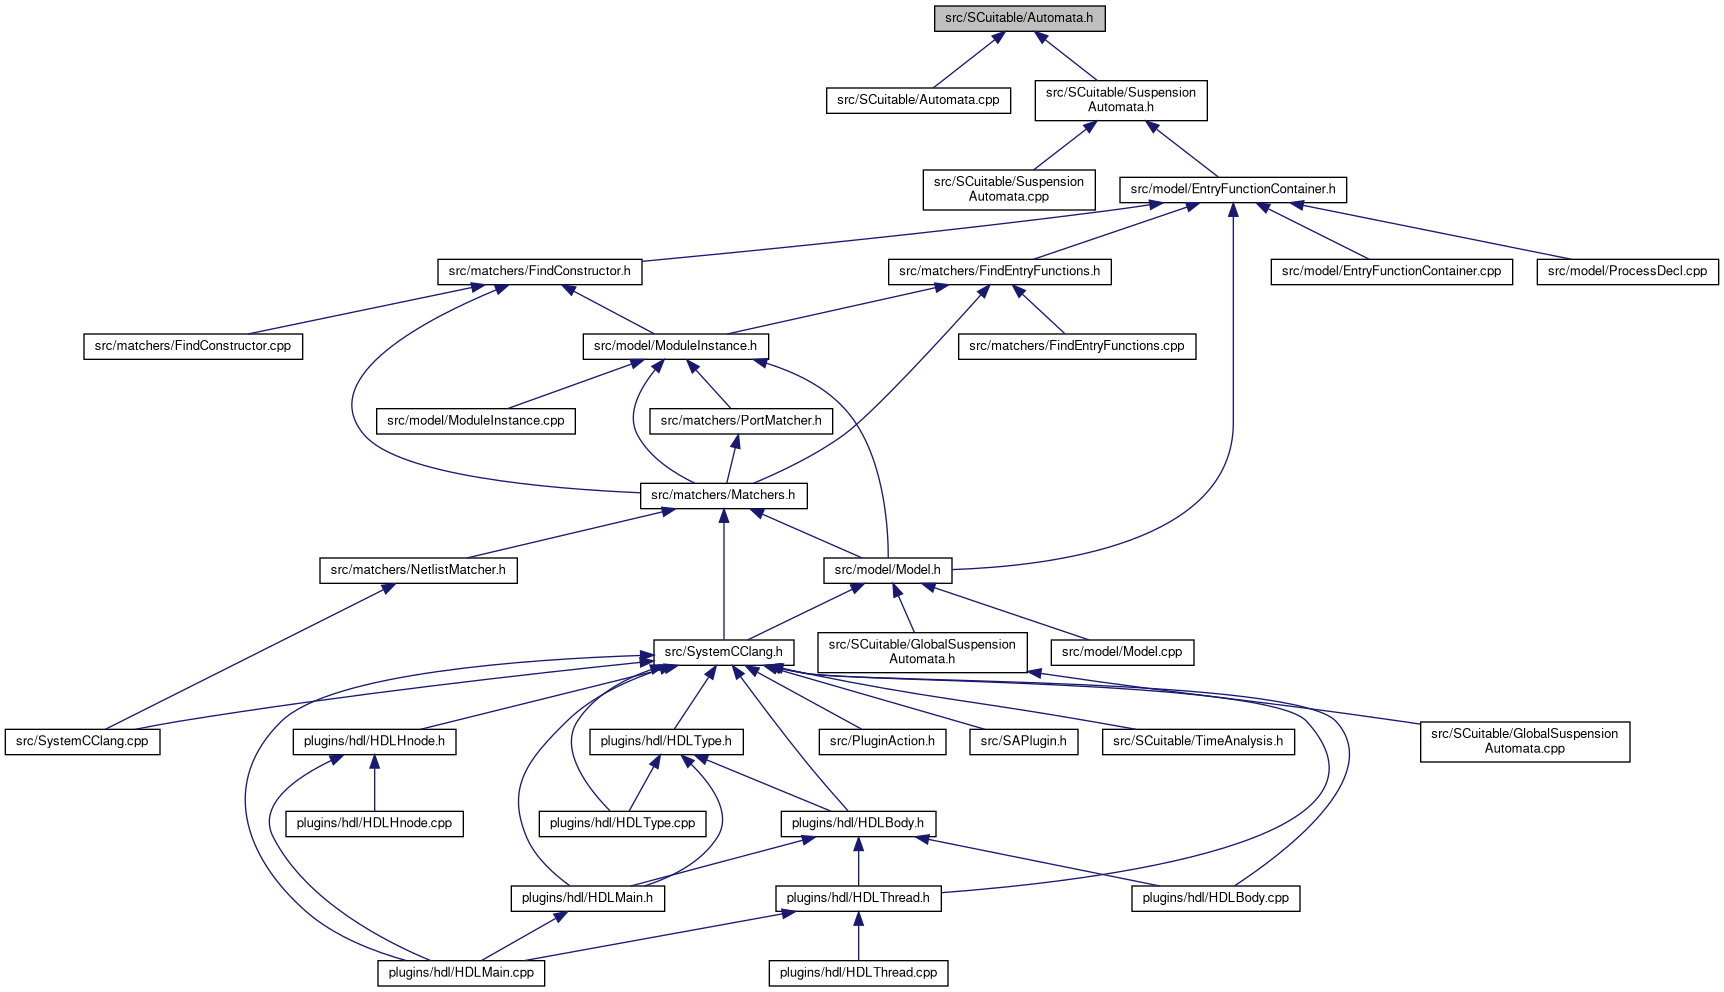 src/SCuitable/Automata.h
src/SCuitable/Automata.cpp
src/SCuitable/Suspension
Automata.h
src/SCuitable/Suspension
Automata.cpp
src/model/EntryFunctionContainer.h
src/matchers/FindConstructor.h
src/matchers/FindEntryFunctions.h
src/model/EntryFunctionContainer.cpp
src/model/ProcessDecl.cpp
src/matchers/FindConstructor.cpp
src/model/ModuleInstance.h
src/matchers/FindEntryFunctions.cpp
src/model/ModuleInstance.cpp
src/matchers/PortMatcher.h
src/matchers/Matchers.h
src/matchers/NetlistMatcher.h
src/model/Model.h
src/SystemCClang.h
src/SCuitable/GlobalSuspension
Automata.h
src/model/Model.cpp
src/SystemCClang.cpp
plugins/hdl/HDLHnode.h
plugins/hdl/HDLType.h
src/PluginAction.h
src/SAPlugin.h
src/SCuitable/TimeAnalysis.h
src/SCuitable/GlobalSuspension
Automata.cpp
plugins/hdl/HDLHnode.cpp
plugins/hdl/HDLType.cpp
plugins/hdl/HDLBody.h
plugins/hdl/HDLMain.h
plugins/hdl/HDLThread.h
plugins/hdl/HDLBody.cpp
plugins/hdl/HDLMain.cpp
plugins/hdl/HDLThread.cpp